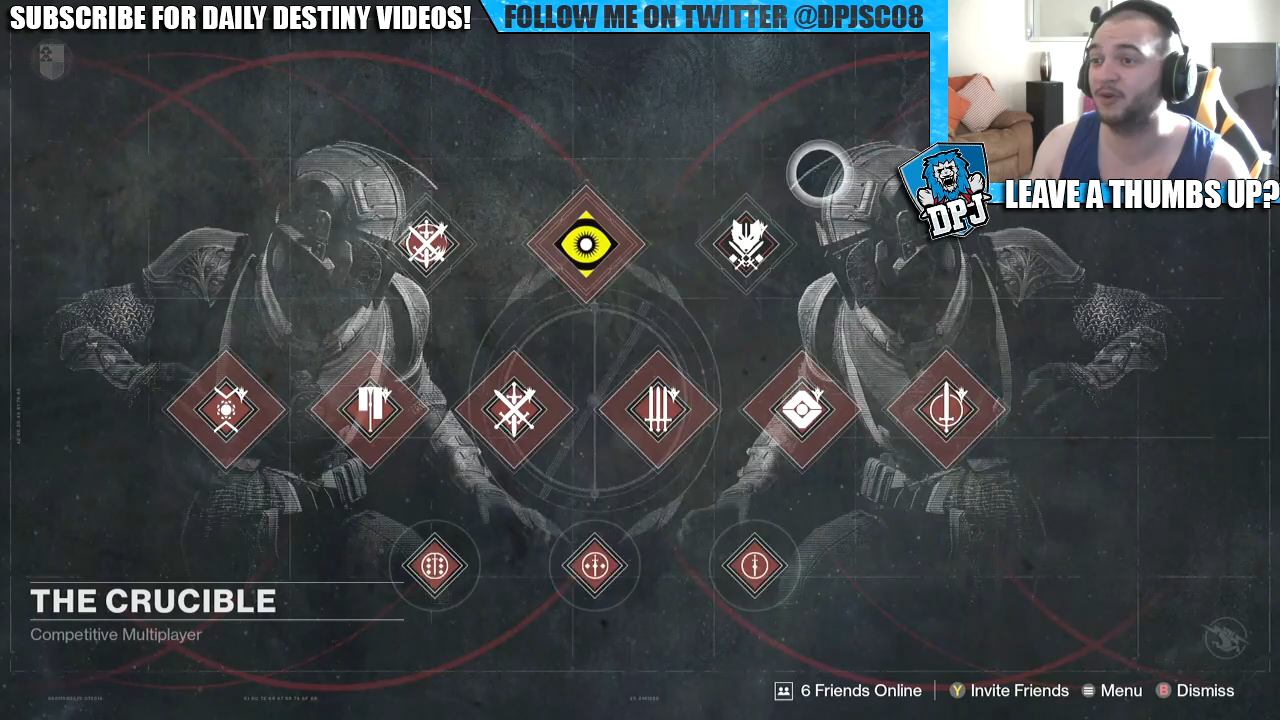 SUBSCRIBE FOR DAILY DESTINY VIDEOS!
FOLLOW ME ON TWITTER @DPJSC08
DPJ
LEAVE A THUMBS UP?
THE CRUCIBLE
Competitive Multiplayer
6 Friends Online
Y Invite Friends
Menu
B Dismiss